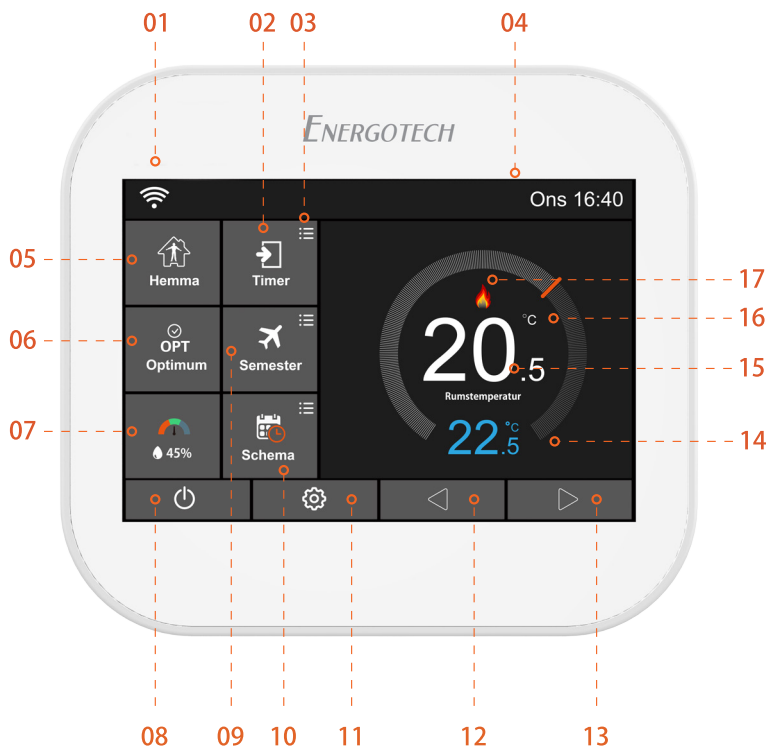 01 02 03 04
ENERGOTECH
Ons 16:40
05 Hemma Timer
06 OPT
Optimum Semester
07 45% Schema
17
°C 16
20.5 15
Rumstemperatur
22.5 °C 14
08 09 10 11 12 13